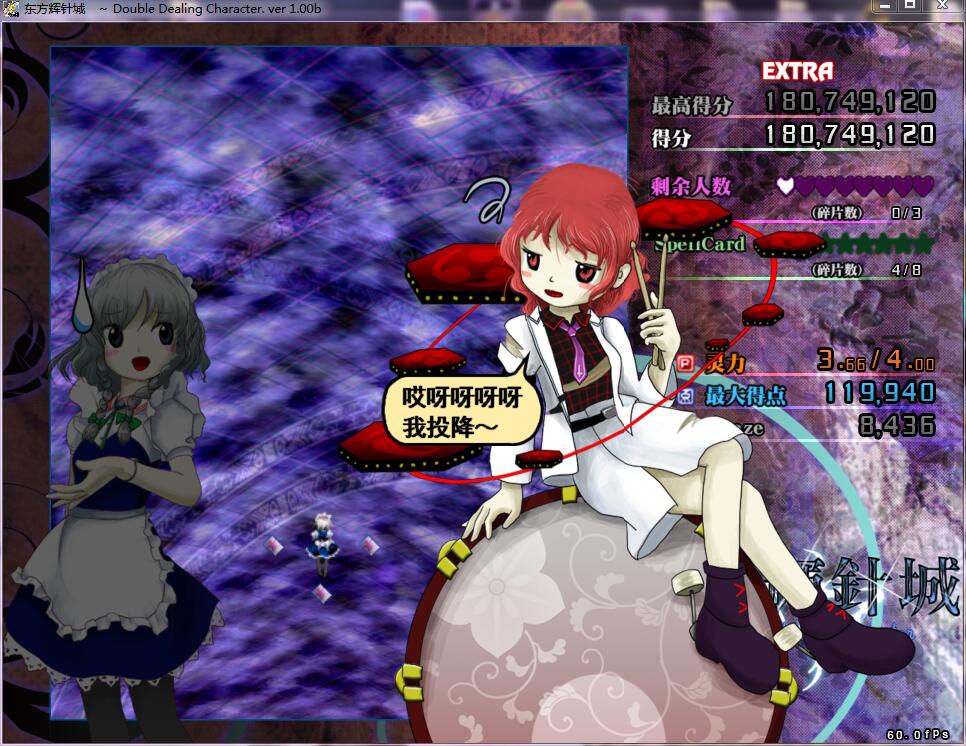 东方辉针城 ~ Double Dealing Character. ver 1.00b
EXTRA
最高得分 180,749,120
得分 180,749,120
剩余人数
(碎片数) 0/3
SpellCard
(碎片数) 4/8
P 灵力 3.66/4.00
最大得点 119,940
aze 8,436
哎呀呀呀呀
我投降～
針城
60.0fps